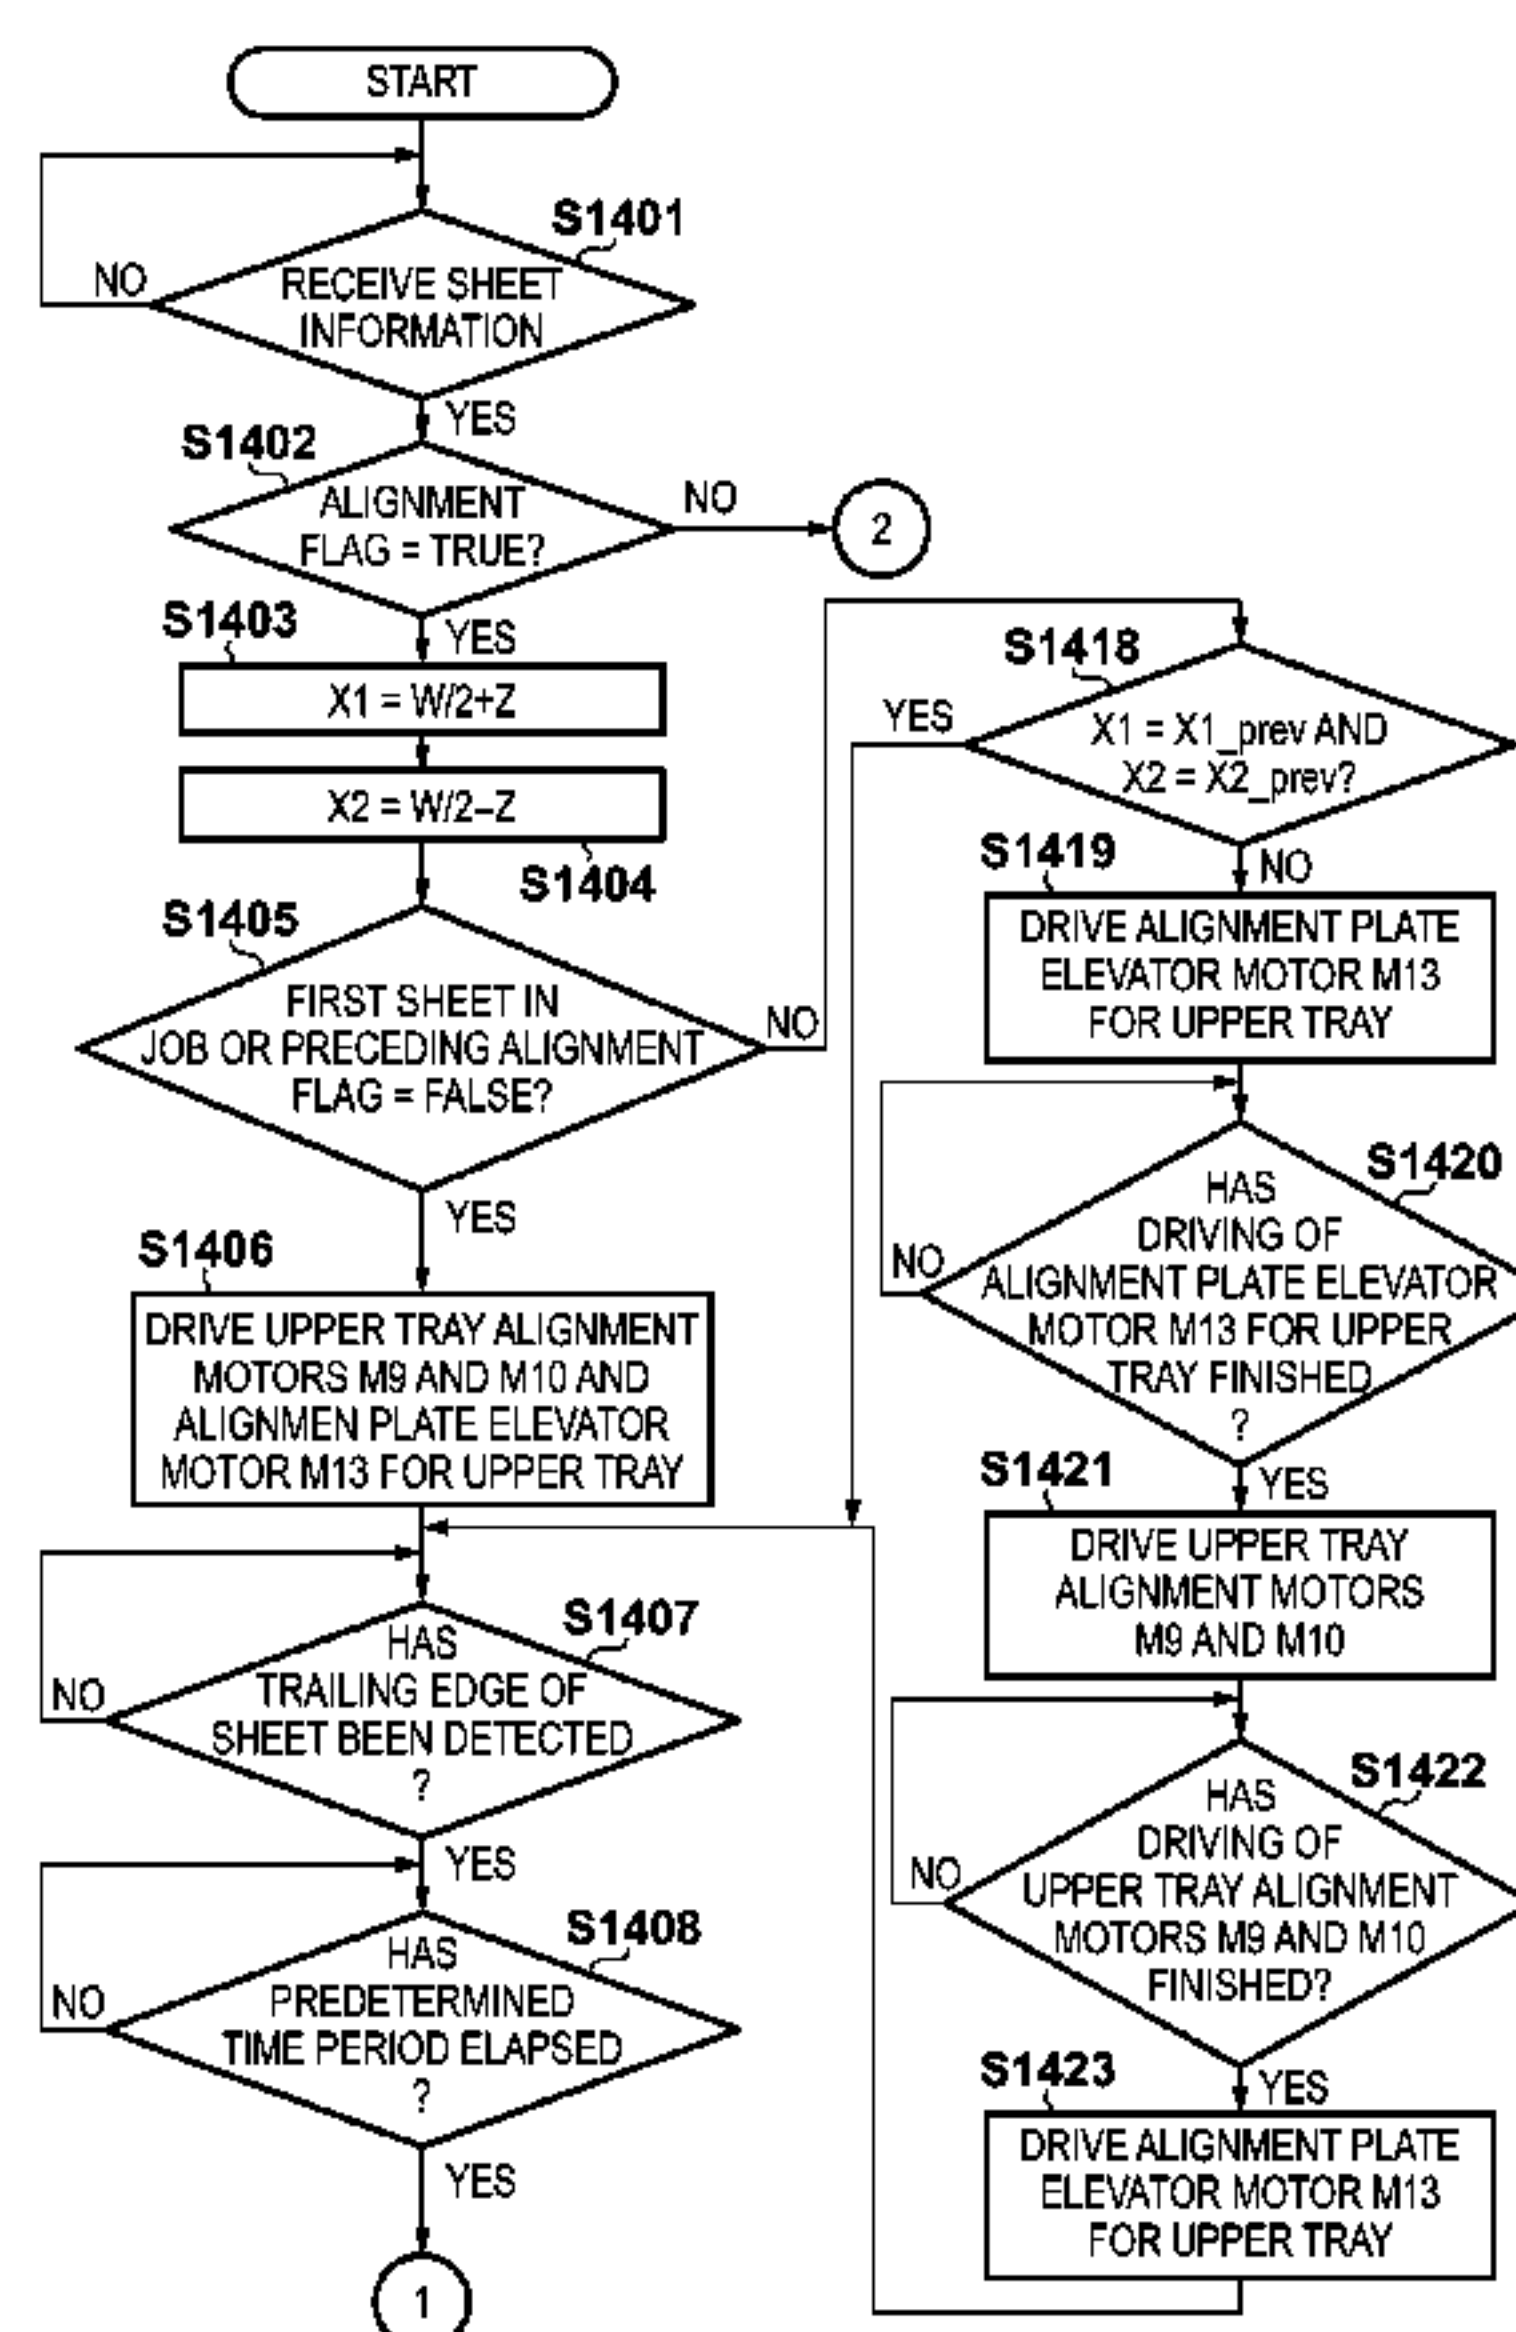 START
S1401
NO
RECEIVE SHEET
INFORMATION
YES
S1402
ALIGNMENT
FLAG = TRUE?
NO
2
YES
S1403
X1 = W/2+Z
X2 = W/2–Z
S1404
S1405
FIRST SHEET IN
JOB OR PRECEDING ALIGNMENT
FLAG = FALSE?
NO
YES
S1406
DRIVE UPPER TRAY ALIGNMENT
MOTORS M9 AND M10 AND
ALIGNMEN PLATE ELEVATOR
MOTOR M13 FOR UPPER TRAY
S1407
HAS
TRAILING EDGE OF
SHEET BEEN DETECTED
?
NO
YES
S1408
HAS
PREDETERMINED
TIME PERIOD ELAPSED
?
NO
YES
1
S1418
YES
X1 = X1_prev AND
X2 = X2_prev?
NO
S1419
DRIVE ALIGNMENT PLATE
ELEVATOR MOTOR M13
FOR UPPER TRAY
S1420
HAS
DRIVING OF
ALIGNMENT PLATE ELEVATOR
MOTOR M13 FOR UPPER
TRAY FINISHED
?
NO
YES
S1421
DRIVE UPPER TRAY
ALIGNMENT MOTORS
M9 AND M10
S1422
HAS
DRIVING OF
UPPER TRAY ALIGNMENT
MOTORS M9 AND M10
FINISHED?
NO
YES
S1423
DRIVE ALIGNMENT PLATE
ELEVATOR MOTOR M13
FOR UPPER TRAY